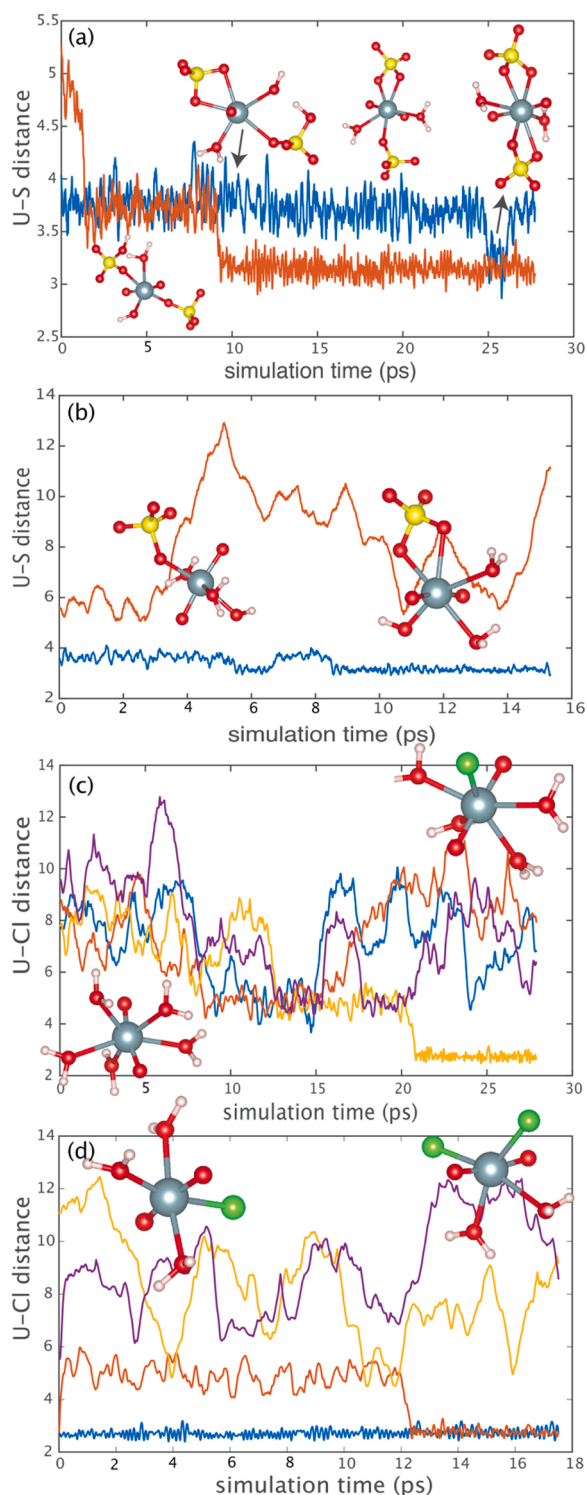 (a)
U–S distance
5.5
5
4.5
4
3.5
3
2.5
0 5 10 15 20 25 30
simulation time (ps)
(b)
U–S distance
14
12
10
8
6
4
2
0 2 4 6 8 10 12 14 16
simulation time (ps)
(c)
U–Cl distance
14
12
10
8
6
4
2
0 5 10 15 20 25 30
simulation time (ps)
(d)
U–Cl distance
14
12
10
8
6
4
2
0 2 4 6 8 10 12 14 16 18
simulation time (ps)